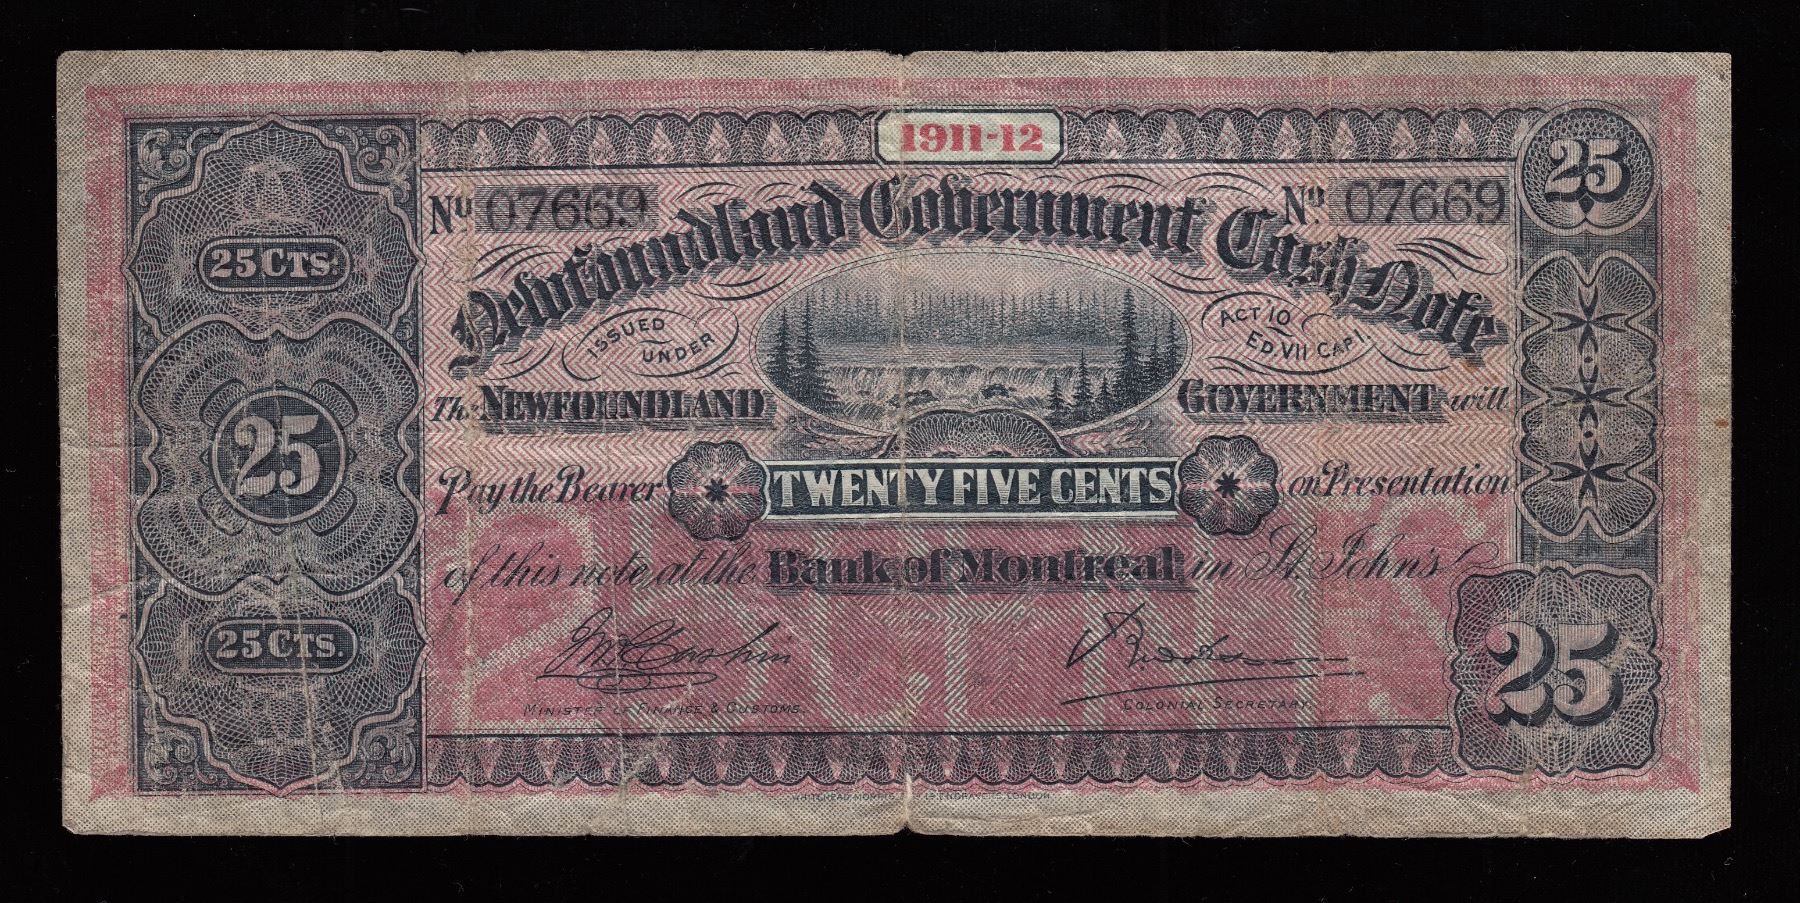 1911-12
25
No 07669
No. 07669
Newfoundland Government Cash Note
25 CTS.
ISSUED UNDER
ACT 10 ED. VII CAP I.
The NEWFOUNDLAND GOVERNMENT will
25
Pay the Bearer TWENTY FIVE CENTS on Presentation
of this note at the Bank of Montreal in St. John's
25 CTS.
25
MINISTER OF FINANCE & CUSTOMS.
COLONIAL SECRETARY.